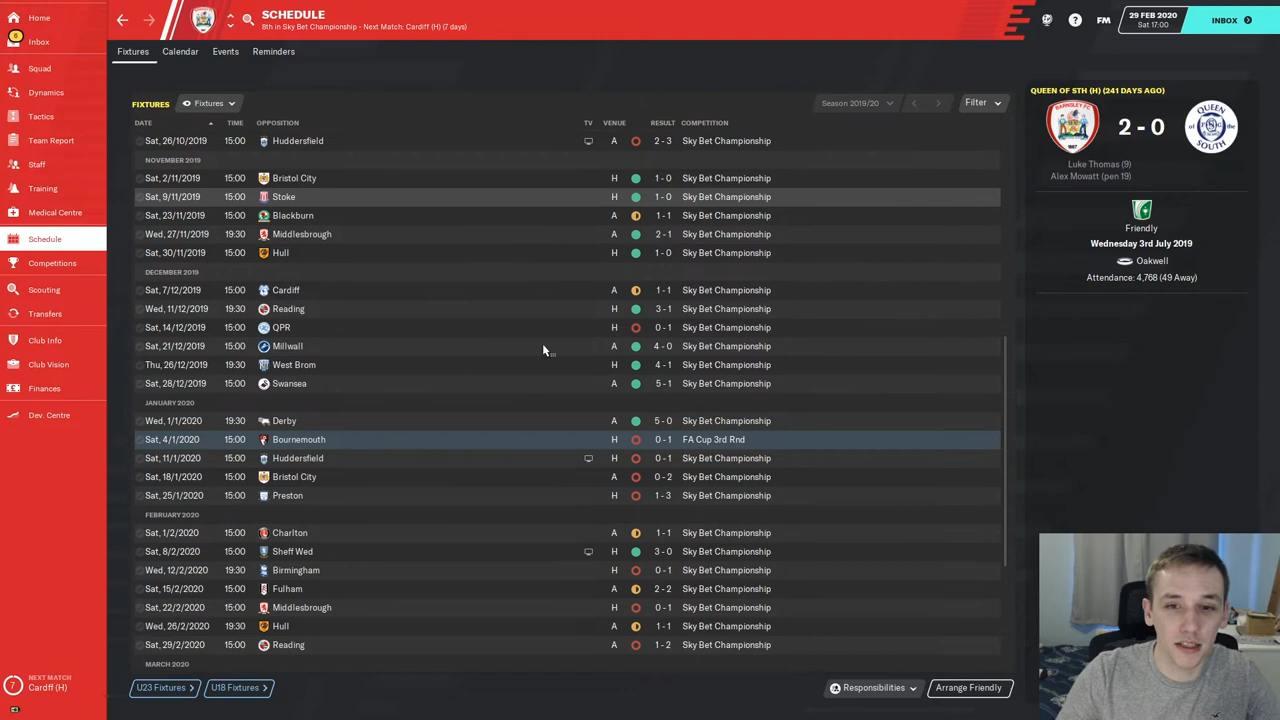 Home
6
Inbox
Squad
Dynamics
Tactics
Team Report
Staff
Training
Medical Centre
Schedule
Competitions
Scouting
Transfers
Club Info
Club Vision
Finances
Dev. Centre
7
NEXT MATCH
Cardff (H)
SCHEDULE
8th in Sky Bet Championship - Next Match: Cardiff (H) (7 days)
FM
29 FEB 2020
Sat 17:00
INBOX
Fixtures
Calendar
Events
Reminders
FIXTURES
Fixtures
Season 2019/20
Filter
DATE TIME OPPOSITION TV VENUE RESULT COMPETITION
Sat, 26/10/2019 15:00 Huddersfield A 2 - 3 Sky Bet Championship
NOVEMBER 2019
Sat, 2/11/2019 15:00 Bristol City H 1 - 0 Sky Bet Championship
Sat, 9/11/2019 15:00 Stoke H 1 - 0 Sky Bet Championship
Sat, 23/11/2019 15:00 Blackburn A 1 - 1 Sky Bet Championship
Wed, 27/11/2019 19:30 Middlesbrough A 2 - 1 Sky Bet Championship
Sat, 30/11/2019 15:00 Hull H 1 - 0 Sky Bet Championship
DECEMBER 2019
Sat, 7/12/2019 15:00 Cardiff A 1 - 1 Sky Bet Championship
Wed, 11/12/2019 19:30 Reading H 3 - 1 Sky Bet Championship
Sat, 14/12/2019 15:00 QPR H 0 - 1 Sky Bet Championship
Sat, 21/12/2019 15:00 Millwall A 4 - 0 Sky Bet Championship
Thu, 26/12/2019 19:30 West Brom H 4 - 1 Sky Bet Championship
Sat, 28/12/2019 15:00 Swansea A 5 - 1 Sky Bet Championship
JANUARY 2020
Wed, 1/1/2020 19:30 Derby A 5 - 0 Sky Bet Championship
Sat, 4/1/2020 15:00 Bournemouth H 0 - 1 FA Cup 3rd Rnd
Sat, 11/1/2020 15:00 Huddersfield H 0 - 1 Sky Bet Championship
Sat, 18/1/2020 15:00 Bristol City A 0 - 2 Sky Bet Championship
Sat, 25/1/2020 15:00 Preston H 1 - 3 Sky Bet Championship
FEBRUARY 2020
Sat, 1/2/2020 15:00 Charlton A 1 - 1 Sky Bet Championship
Sat, 8/2/2020 15:00 Sheff Wed H 3 - 0 Sky Bet Championship
Wed, 12/2/2020 19:30 Birmingham H 0 - 1 Sky Bet Championship
Sat, 15/2/2020 15:00 Fulham A 2 - 2 Sky Bet Championship
Sat, 22/2/2020 15:00 Middlesbrough H 0 - 1 Sky Bet Championship
Wed, 26/2/2020 19:30 Hull A 1 - 1 Sky Bet Championship
Sat, 29/2/2020 15:00 Reading A 1 - 2 Sky Bet Championship
MARCH 2020
U23 Fixtures
U18 Fixtures
Responsibilities
Arrange Friendly
QUEEN OF STH (H) (241 DAYS AGO)
BARNSLEY FC
2 - 0
Luke Thomas (9)
Alex Mowatt (pen 19)
Friendly
Wednesday 3rd July 2019
Oakwell
Attendance: 4,768 (49 Away)